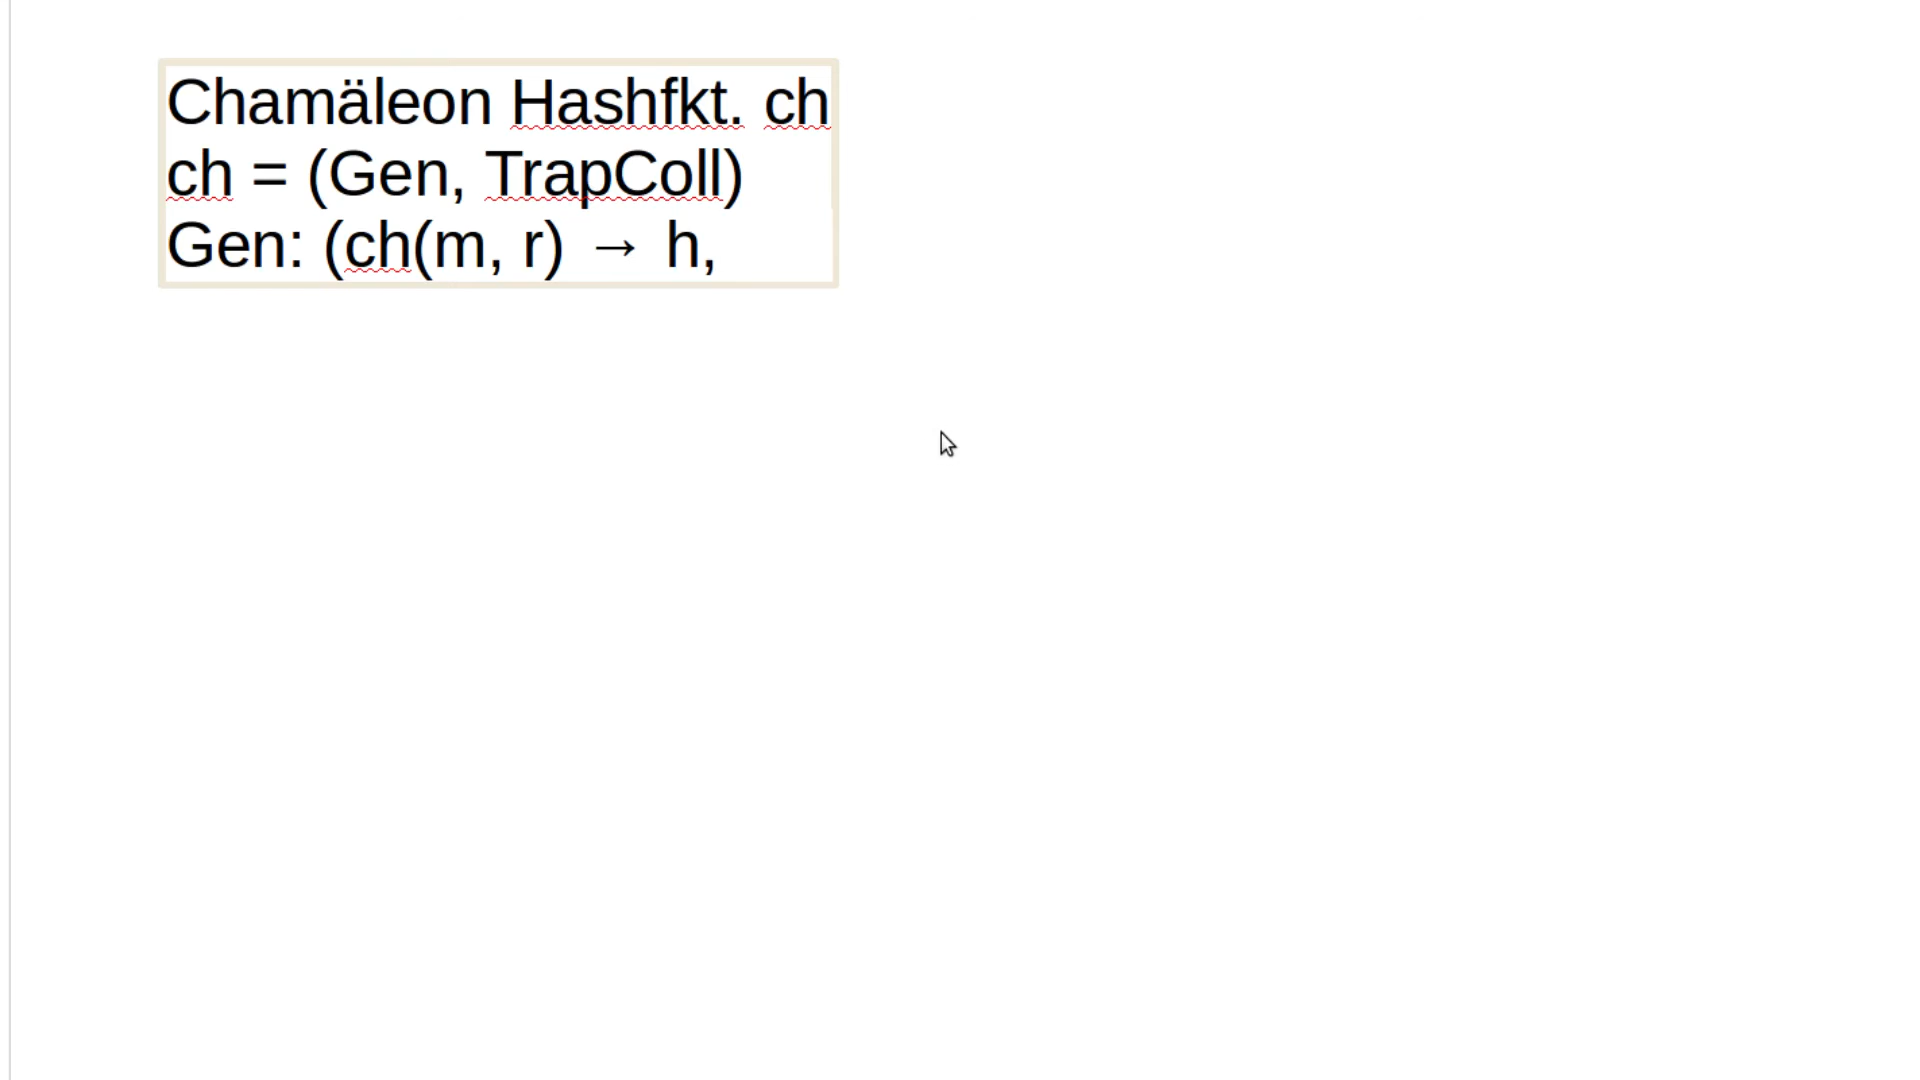 Chamäleon Hashfkt. ch
ch = (Gen, TrapColl)
Gen: (ch(m, r) → h,